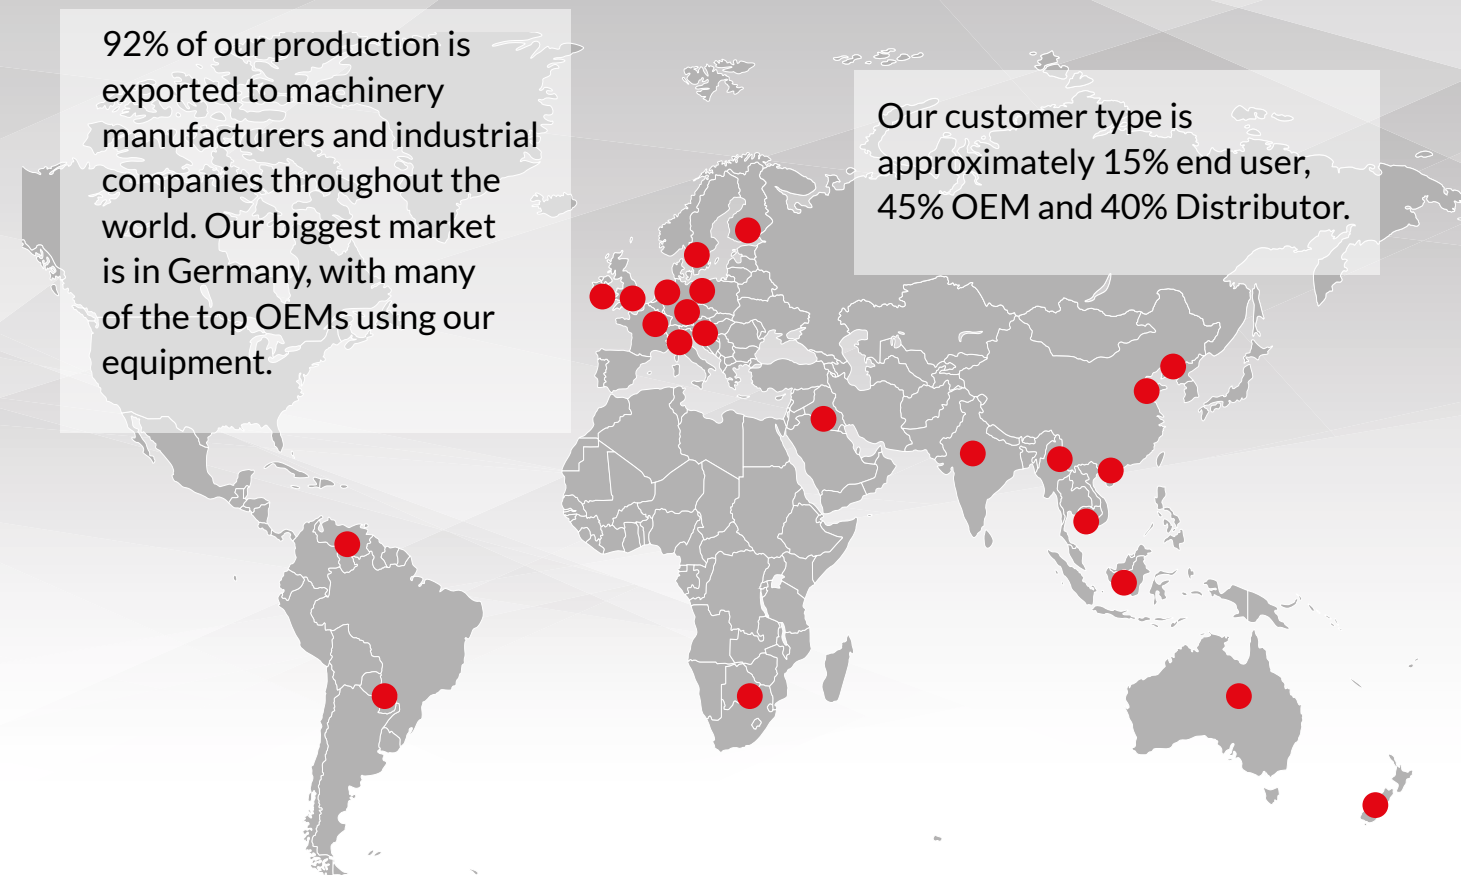 92% of our production is
exported to machinery
manufacturers and industrial
companies throughout the
world. Our biggest market
is in Germany, with many
of the top OEMs using our
equipment.
Our customer type is
approximately 15% end user,
45% OEM and 40% Distributor.